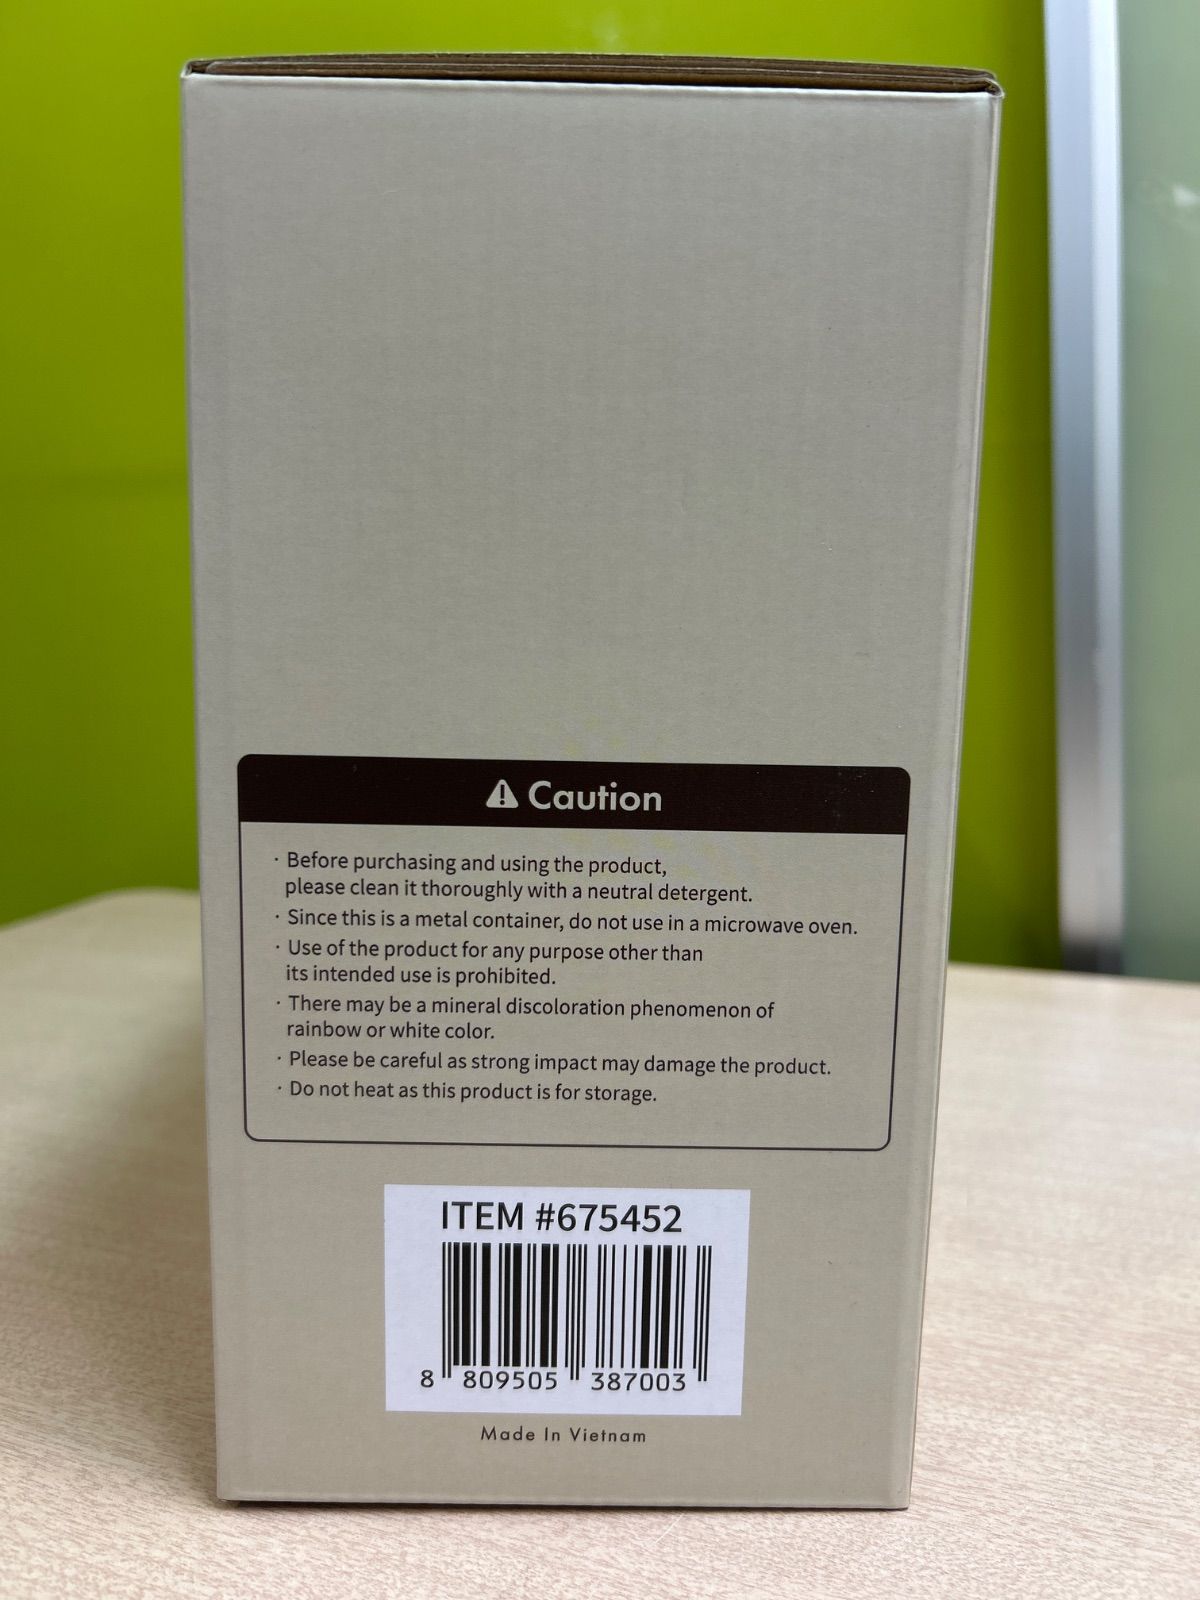 ⚠ Caution
· Before purchasing and using the product,
please clean it thoroughly with a neutral detergent.
· Since this is a metal container, do not use in a microwave oven.
· Use of the product for any purpose other than
its intended use is prohibited.
· There may be a mineral discoloration phenomenon of
rainbow or white color.
· Please be careful as strong impact may damage the product.
· Do not heat as this product is for storage.
ITEM #675452
8 809505 387003
Made In Vietnam